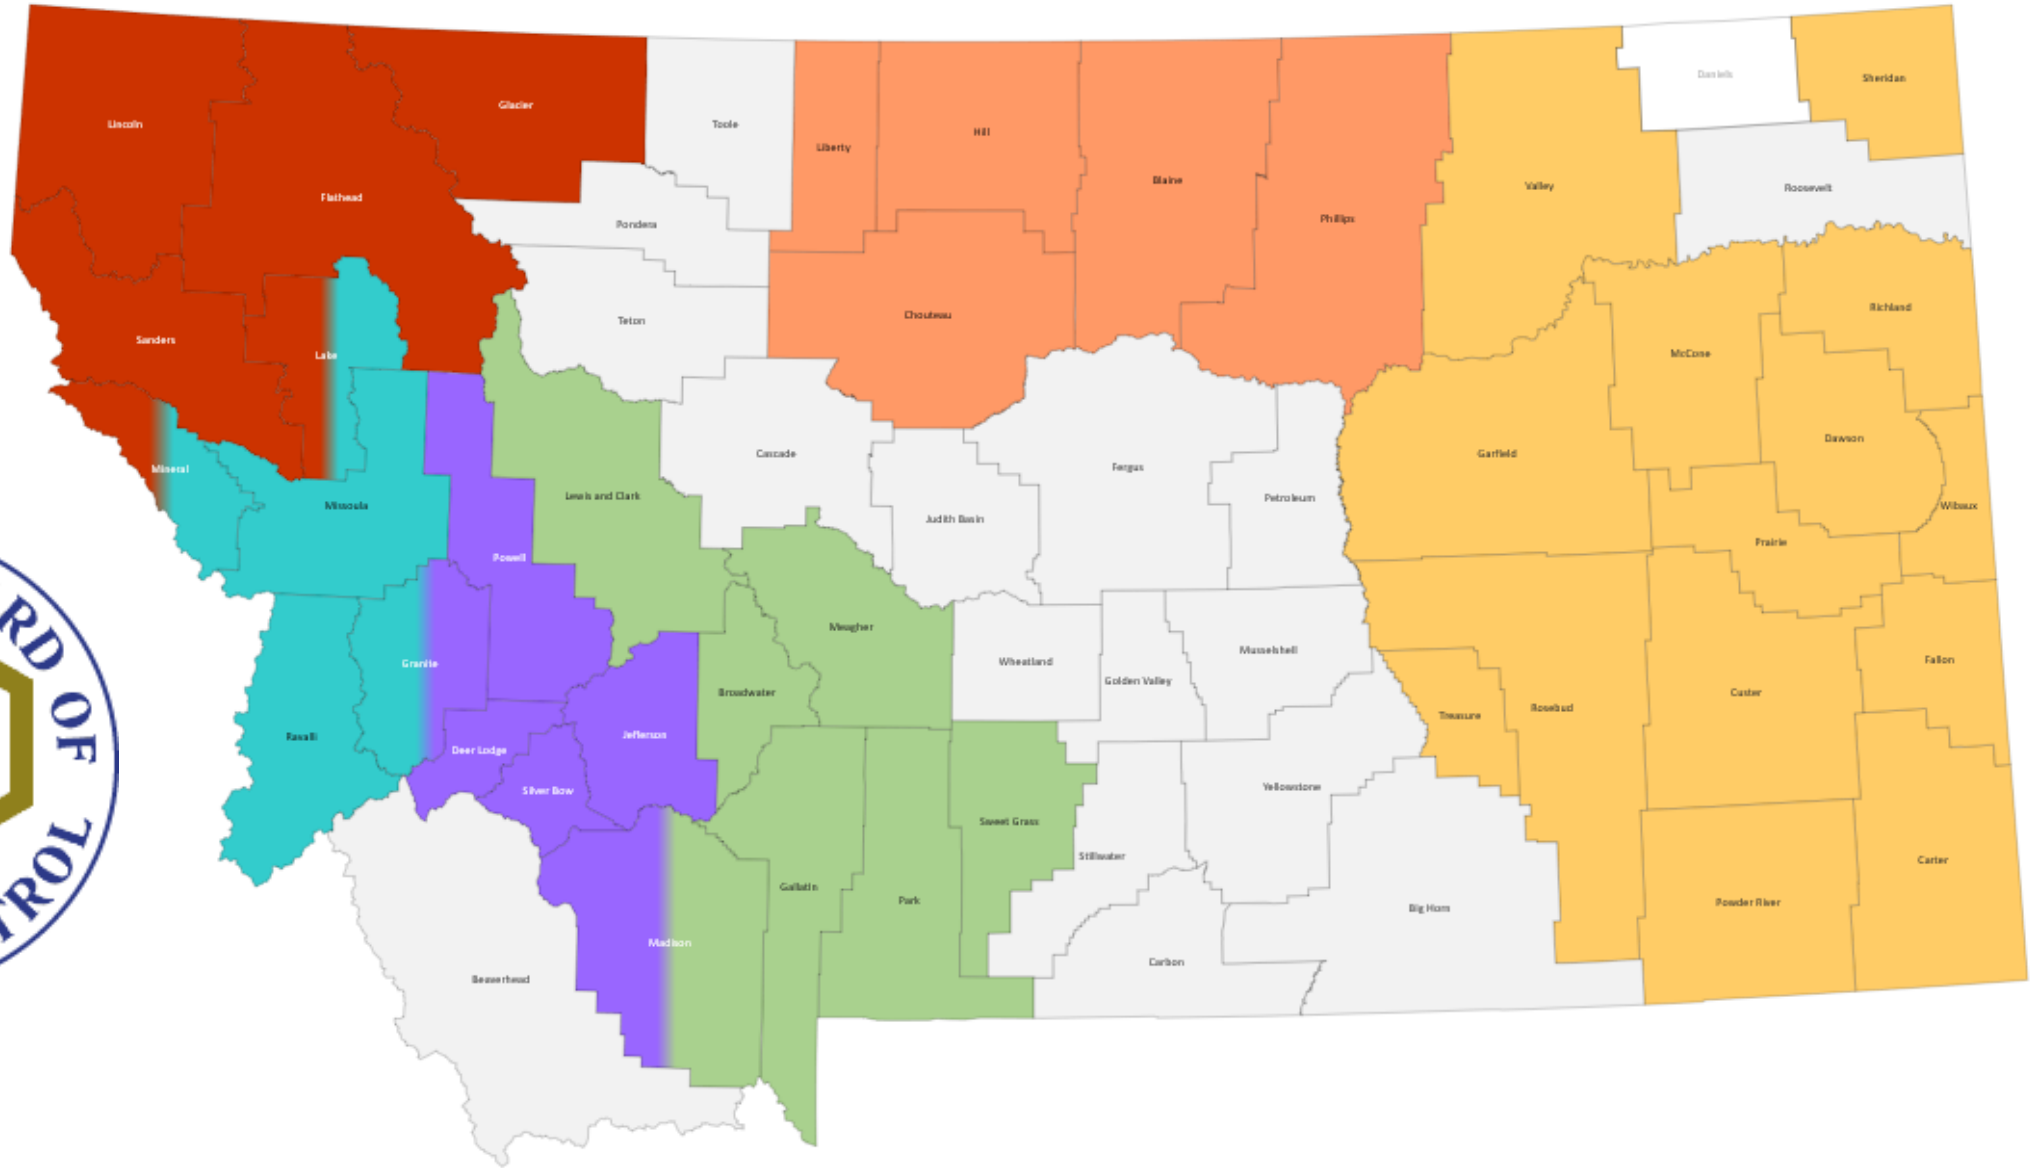 Daniels
Sheridan
Glacier
Lincoln
Toole
Hill
Liberty
Blaine
Valley
Roosevelt
Flathead
Phillips
Pondera
Richland
Chouteau
Teton
Sanders
McCone
Lake
Dawson
Cascade
Garfield
Fergus
Mineral
Lewis and Clark
Petroleum
Missoula
Wibaux
Judith Basin
Prairie
Powell
RD OF
Meagher
Musselshell
Fallon
Wheatland
Granite
Golden Valley
Broadwater
Custer
Rosebud
Treasure
Jefferson
Ravalli
Deer Lodge
Yellowstone
Silver Bow
Sweet Grass
Stillwater
Carter
Gallatin
Park
Powder River
Big Horn
TROL
Madison
Carbon
Beaverhead